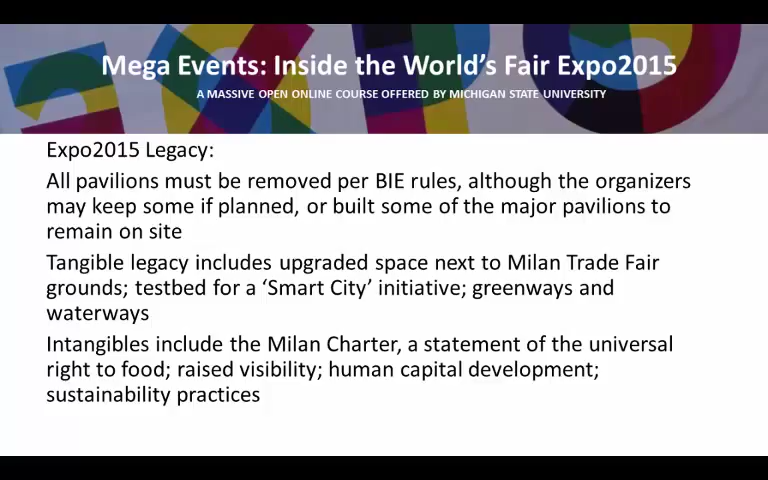 Mega Events: Inside the World's Fair Expo2015
A MASSIVE OPEN ONLINE COURSE OFFERED BY MICHIGAN STATE UNIVERSITY
Expo2015 Legacy:
All pavilions must be removed per BIE rules, although the organizers
may keep some if planned, or built some of the major pavilions to
remain on site
Tangible legacy includes upgraded space next to Milan Trade Fair
grounds; testbed for a 'Smart City' initiative; greenways and
waterways
Intangibles include the Milan Charter, a statement of the universal
right to food; raised visibility; human capital development;
sustainability practices